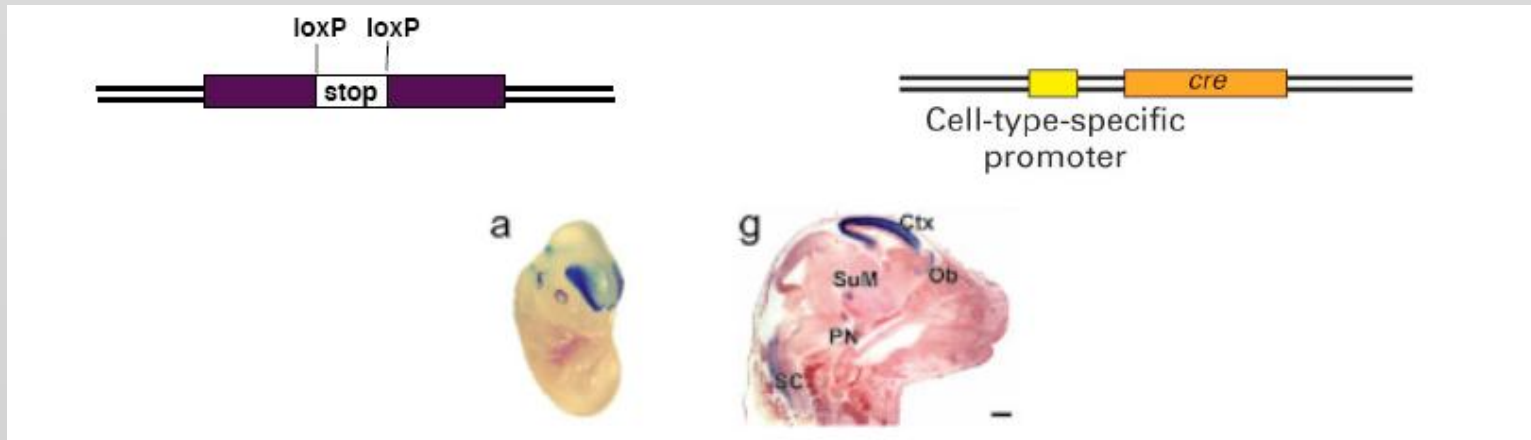 loxP loxP
stop
cre
Cell-type-specific
promoter
a
g
Ctx
SuM
Ob
PN
SC